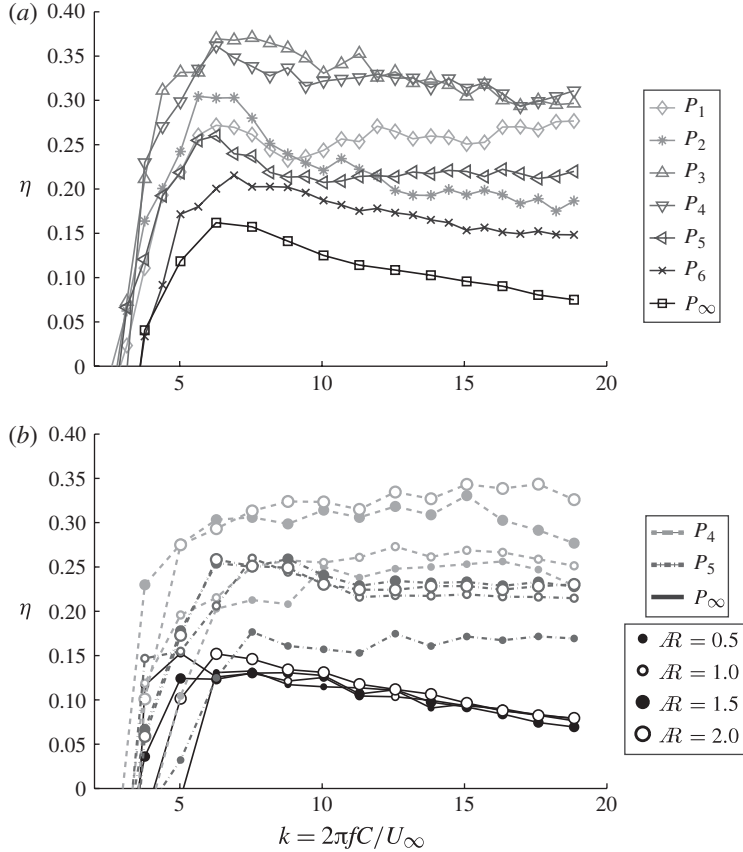 (a)
0.40
0.35
0.30
0.25
η
0.20
0.15
0.10
0.05
0
5
10
15
20
P1
P2
P3
P4
P5
P6
P∞
(b)
0.40
0.35
0.30
0.25
η
0.20
0.15
0.10
0.05
0
5
10
15
20
k = 2πfC/U∞
P4
P5
P∞
Æ = 0.5
Æ = 1.0
Æ = 1.5
Æ = 2.0